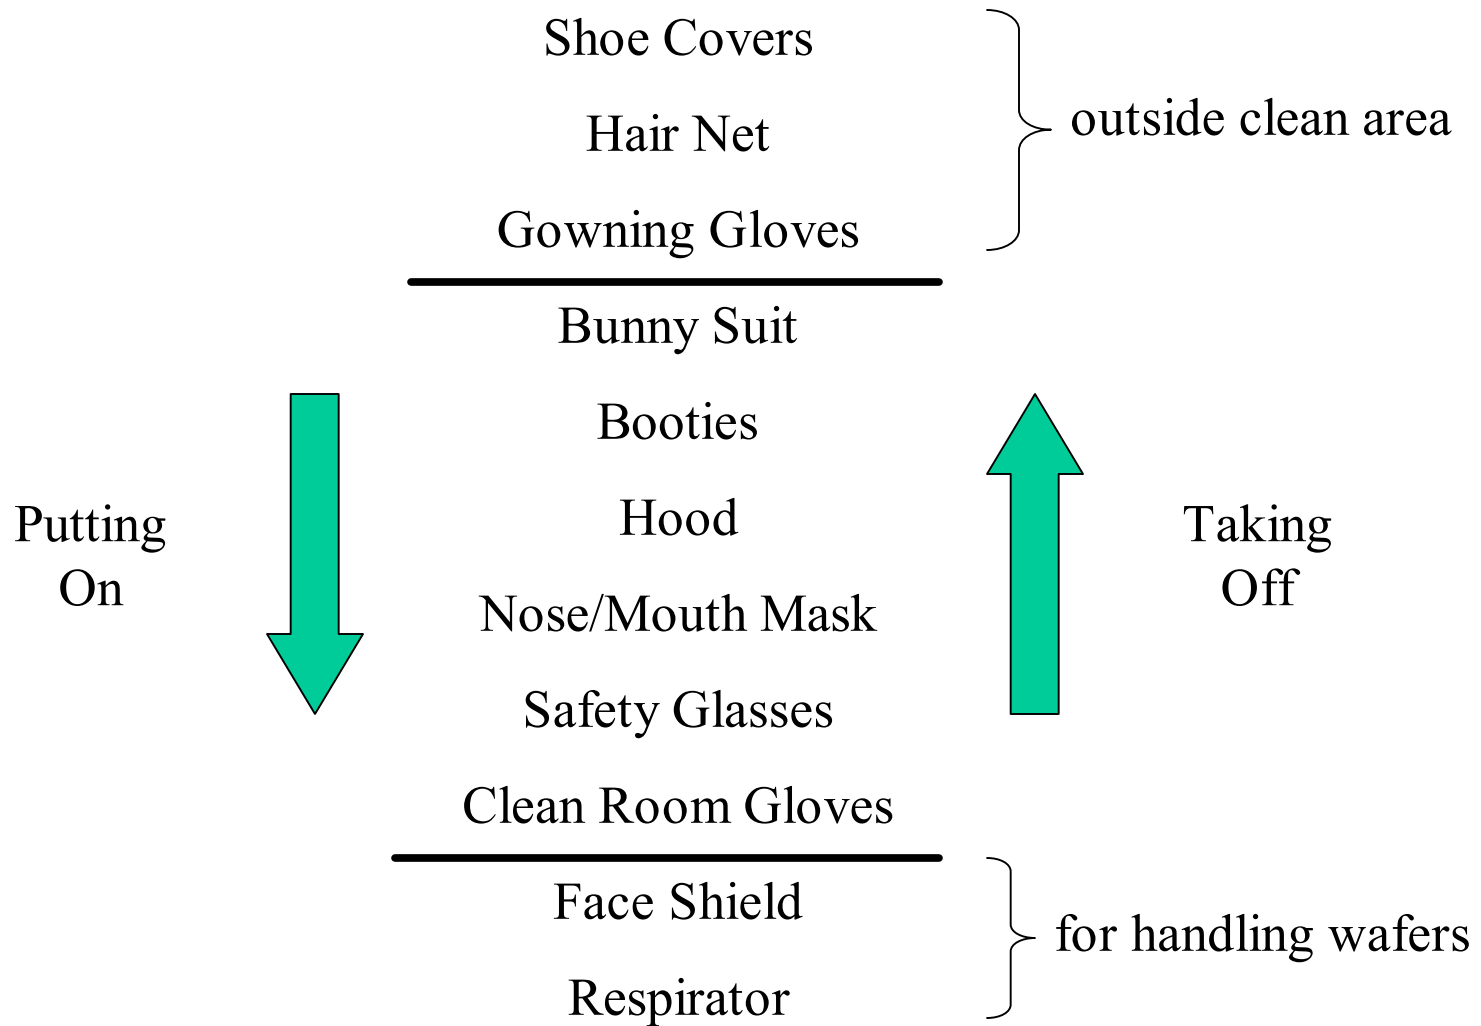 Shoe Covers
Hair Net
Gowning Gloves
outside clean area
Bunny Suit
Booties
Hood
Nose/Mouth Mask
Safety Glasses
Clean Room Gloves
Putting
On
Taking
Off
Face Shield
Respirator
for handling wafers